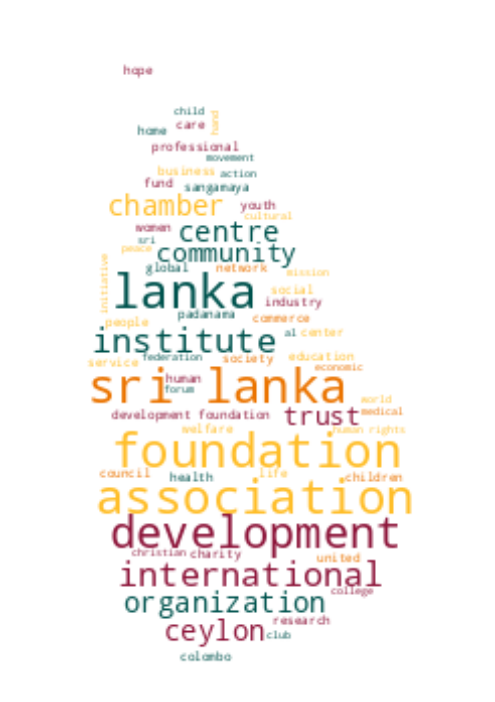 hope
child
hand
care
home
professional
movement
business
action
fund
sangamaya
chamber
youth
cultural
women
centre
sri
peace
community
global
network
mission
initiative
lanka
social
industry
padanama
commerce
people
institute
al
center
federation
society
education
service
economic
sri lanka
human
forum
world
development foundation
trust
medical
welfare
human rights
foundation
council
health
life
children
association
development
christian
charity
united
international
college
organization
research
ceylon
club
colombo